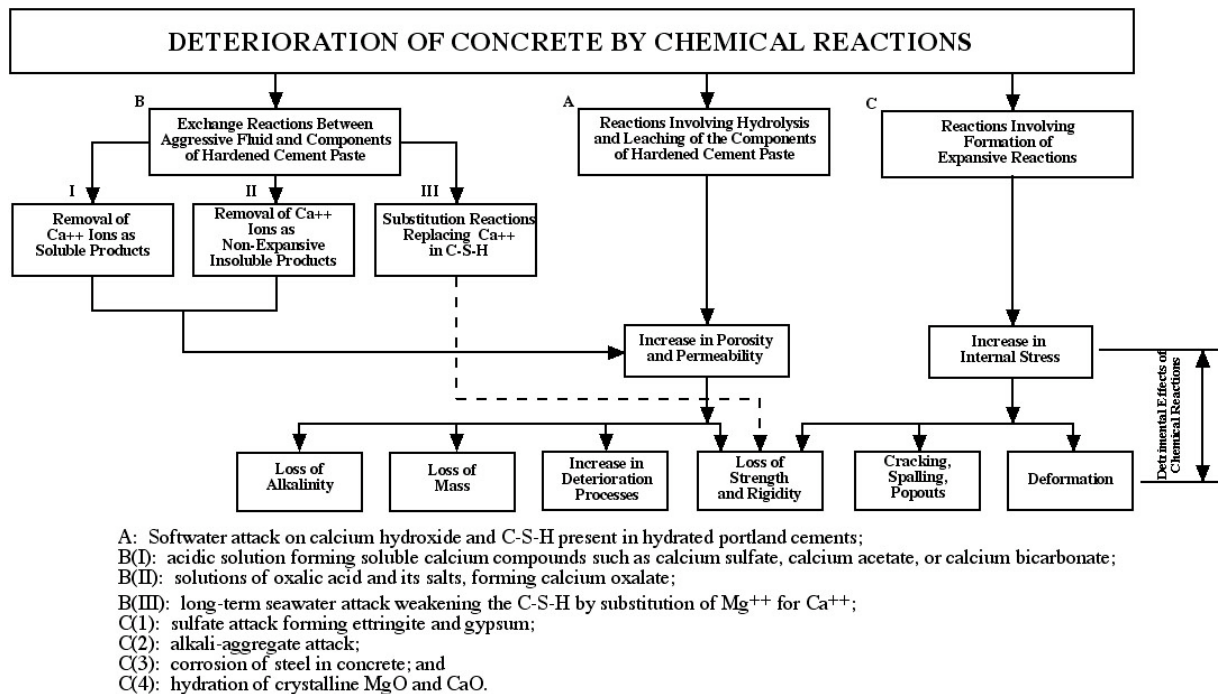 DETERIORATION OF CONCRETE BY CHEMICAL REACTIONS
B
Exchange Reactions Between
Aggressive Fluid and Components
of Hardened Cement Paste
A
Reactions Involving Hydrolysis
and Leaching of the Components
of Hardened Cement Paste
C
Reactions Involving
Formation of
Expansive Reactions
I
Removal of
Ca++ Ions as
Soluble Products
II
Removal of Ca++
Ions as
Non-Expansive
Insoluble Products
III
Substitution Reactions
Replacing Ca++
in C-S-H
Increase in Porosity
and Permeability
Increase in
Internal Stress
Detrimental Effects of
Chemical Reactions
Loss of
Alkalinity
Loss of
Mass
Increase in
Deterioration
Processes
Loss of
Strength
and Rigidity
Cracking,
Spalling,
Popouts
Deformation
A: Softwater attack on calcium hydroxide and C-S-H present in hydrated portland cements;
B(I): acidic solution forming soluble calcium compounds such as calcium sulfate, calcium acetate, or calcium bicarbonate;
B(II): solutions of oxalic acid and its salts, forming calcium oxalate;
B(III): long-term seawater attack weakening the C-S-H by substitution of Mg++ for Ca++;
C(1): sulfate attack forming ettringite and gypsum;
C(2): alkali-aggregate attack;
C(3): corrosion of steel in concrete; and
C(4): hydration of crystalline MgO and CaO.